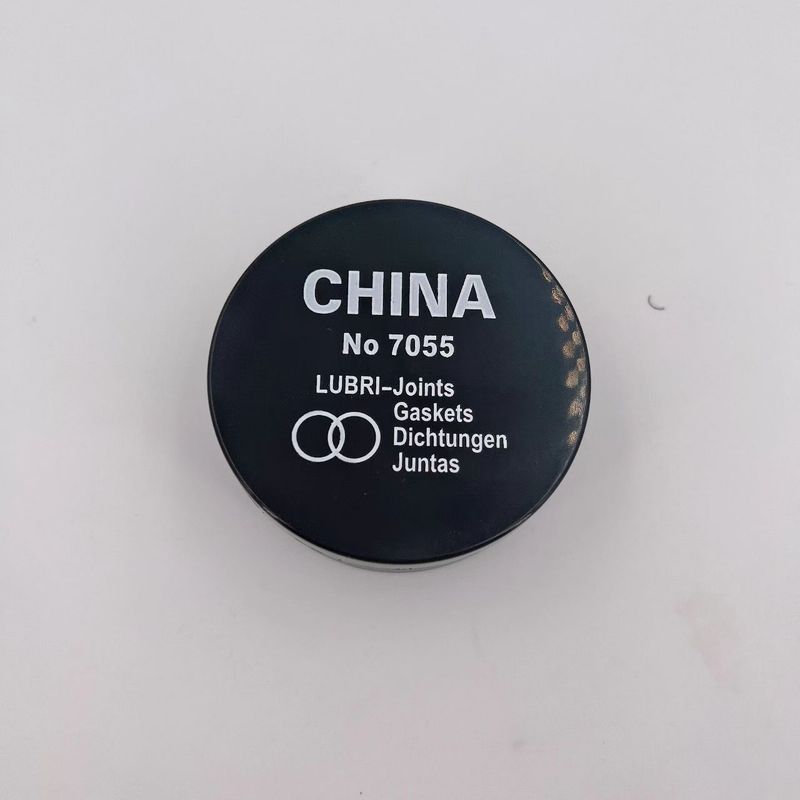 CHINA
No 7055
LUBRI-Joints
Gaskets
Dichtungen
Juntas